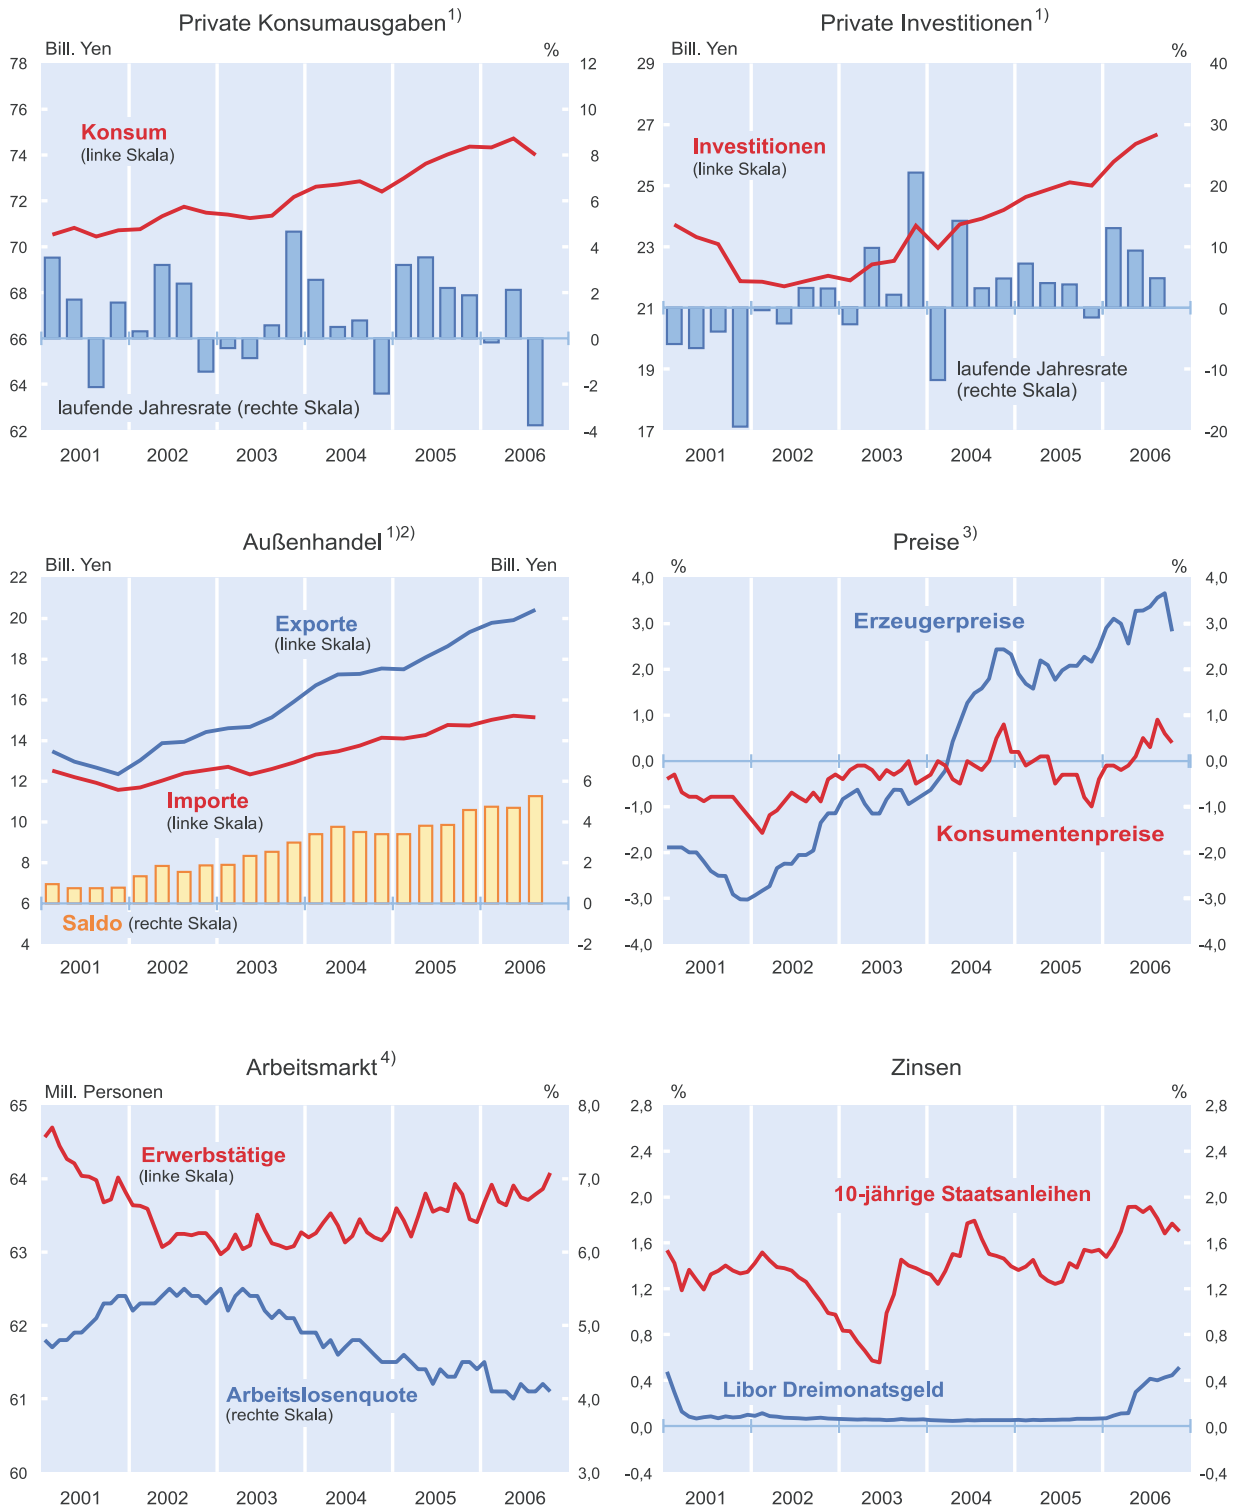 Private Konsumausgaben1)
Bill. Yen %
78 12
76 10
74 8
72 6
70 4
68 2
66 0
64 -2
62 -4
Konsum
(linke Skala)
laufende Jahresrate (rechte Skala)
2001 2002 2003 2004 2005 2006
Private Investitionen1)
Bill. Yen %
29 40
27 30
25 20
23 10
21 0
19 -10
17 -20
Investitionen
(linke Skala)
laufende Jahresrate
(rechte Skala)
2001 2002 2003 2004 2005 2006
Außenhandel1)2)
Bill. Yen Bill. Yen
22
20
18
16
14
12 6
10 4
8 2
6 0
4 -2
Exporte
(linke Skala)
Importe
(linke Skala)
Saldo (rechte Skala)
2001 2002 2003 2004 2005 2006
Preise3)
% %
4,0 4,0
3,0 3,0
2,0 2,0
1,0 1,0
0,0 0,0
-1,0 -1,0
-2,0 -2,0
-3,0 -3,0
-4,0 -4,0
Erzeugerpreise
Konsumentenpreise
2001 2002 2003 2004 2005 2006
Arbeitsmarkt4)
Mill. Personen %
65 8,0
64 7,0
63 6,0
62 5,0
61 4,0
60 3,0
Erwerbstätige
(linke Skala)
Arbeitslosenquote
(rechte Skala)
2001 2002 2003 2004 2005 2006
Zinsen
% %
2,8 2,8
2,4 2,4
2,0 2,0
1,6 1,6
1,2 1,2
0,8 0,8
0,4 0,4
0,0 0,0
-0,4 -0,4
10-jährige Staatsanleihen
Libor Dreimonatsgeld
2001 2002 2003 2004 2005 2006